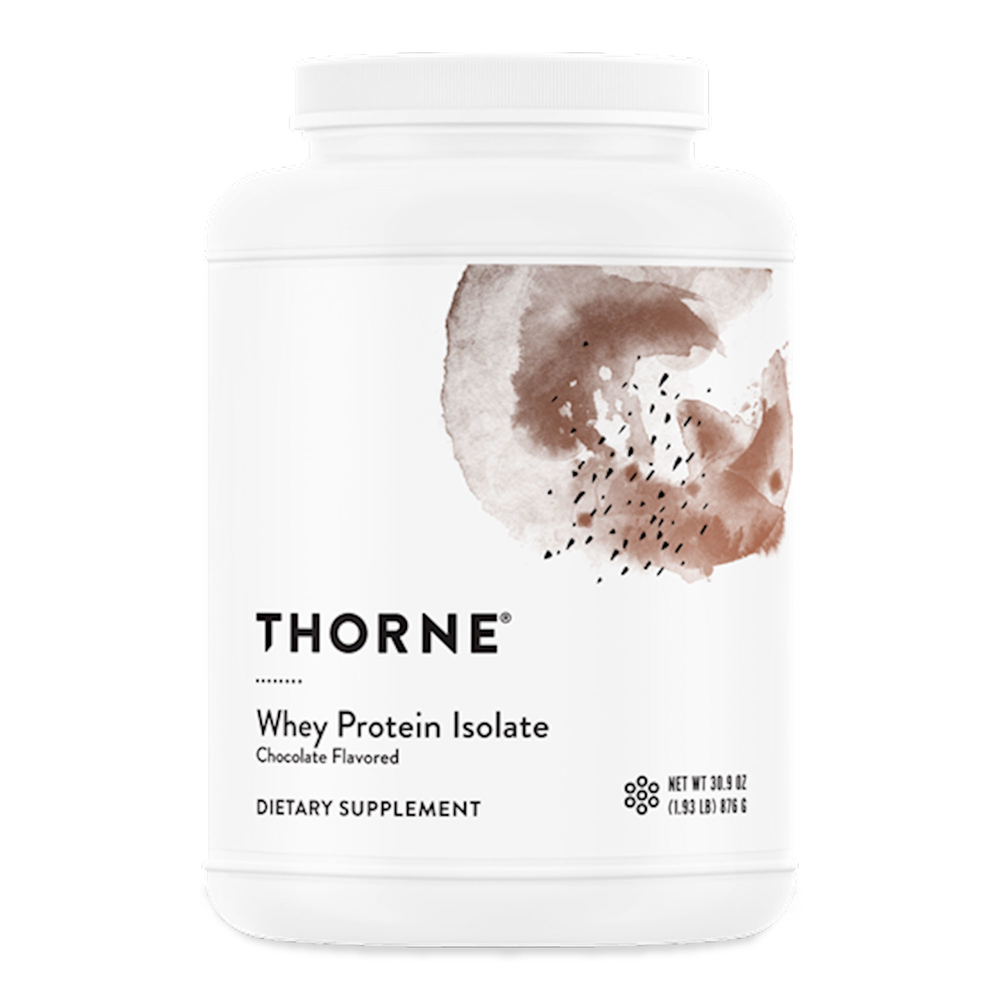 THORNE®
Whey Protein Isolate
Chocolate Flavored
DIETARY SUPPLEMENT
NET WT 30.9 OZ
(1.93 LB) 876 G